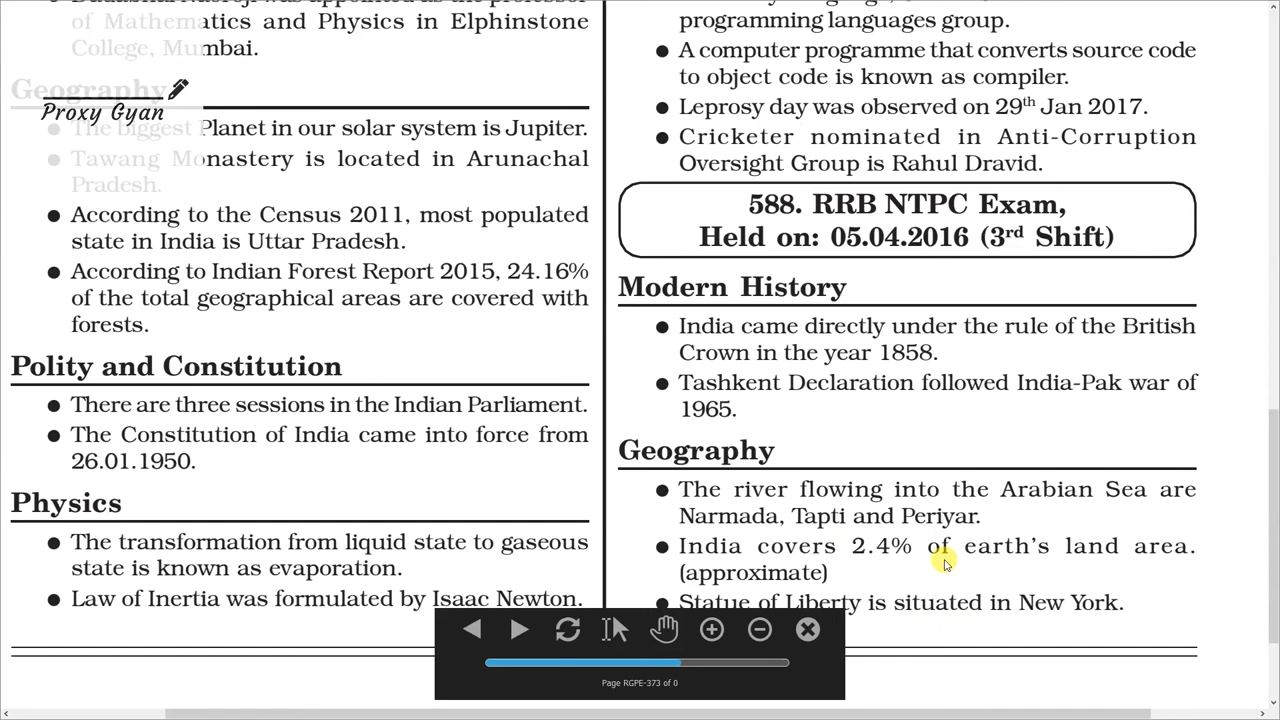 of Mathematics and Physics in Elphinstone
College, Mumbai.
Geography
Proxy Gyan
The biggest Planet in our solar system is Jupiter.
Tawang Monastery is located in Arunachal
Pradesh.
According to the Census 2011, most populated
state in India is Uttar Pradesh.
According to Indian Forest Report 2015, 24.16%
of the total geographical areas are covered with
forests.
Polity and Constitution
There are three sessions in the Indian Parliament.
The Constitution of India came into force from
26.01.1950.
Physics
The transformation from liquid state to gaseous
state is known as evaporation.
Law of Inertia was formulated by Isaac Newton.
programming languages group.
A computer programme that converts source code
to object code is known as compiler.
Leprosy day was observed on 29th Jan 2017.
Cricketer nominated in Anti-Corruption
Oversight Group is Rahul Dravid.
588. RRB NTPC Exam,
Held on: 05.04.2016 (3rd Shift)
Modern History
India came directly under the rule of the British
Crown in the year 1858.
Tashkent Declaration followed India-Pak war of
1965.
Geography
The river flowing into the Arabian Sea are
Narmada, Tapti and Periyar.
India covers 2.4% of earth's land area.
(approximate)
Statue of Liberty is situated in New York.
Page RGPE-373 of 0